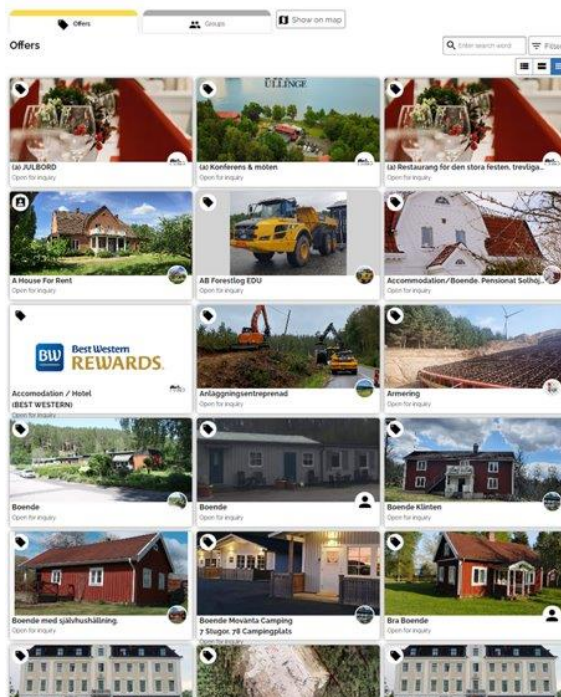 Offers
Groups
Show on map
Offers
Enter search word
Filter
ULLINGE
(a) JULBORD
Open for inquiry
(a) Konferens & möten
Open for inquiry
(a) Restaurang för den stora festen, trevliga...
Open for inquiry
A House For Rent
Open for inquiry
AB Forestlog EDU
Open for inquiry
Accommodation/Boende. Pensionat Solhoj...
Open for inquiry
BW
Best Western
REWARDS.
Accomodation / Hotel
(BEST WESTERN)
Open for inquiry
Anläggningsentreprenad
Open for inquiry
Armering
Open for inquiry
Boende
Open for inquiry
Boende
Open for inquiry
Boende Klinten
Open for inquiry
Boende med självhushållning.
Open for inquiry
Boende Movänta Camping
7 Stugor, 78 Campingplats
Open for inquiry
Bra Boende
Open for inquiry